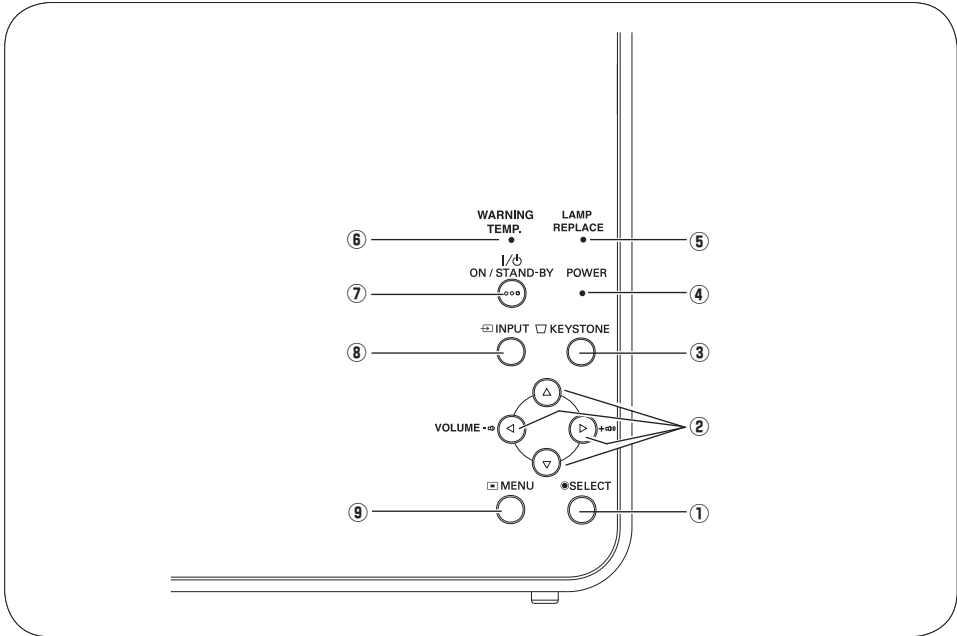 WARNING
TEMP.
LAMP
REPLACE
⑥
⑤
I/⏻
ON / STAND-BY
POWER
⑦
④
INPUT
KEYSTONE
⑧
③
VOLUME -
+
②
MENU
SELECT
⑨
①